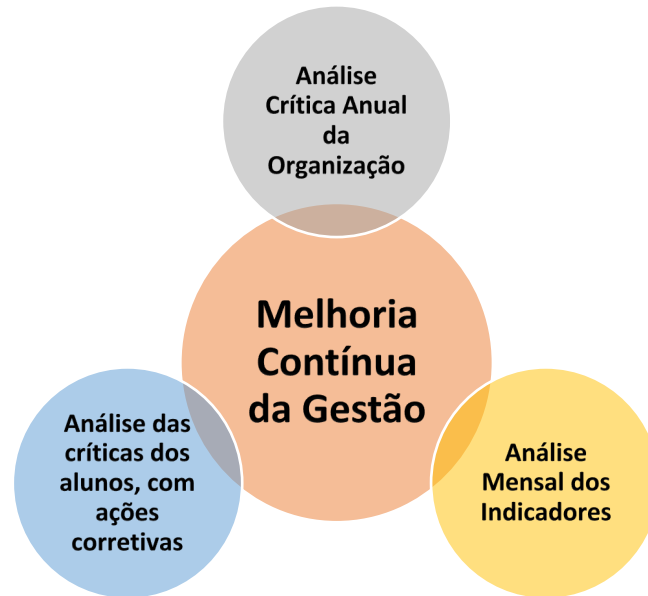 Análise
Crítica Anual
da
Organização
Melhoria
Contínua
da Gestão
Análise das
críticas dos
alunos, com
ações
corretivas
Análise
Mensal dos
Indicadores